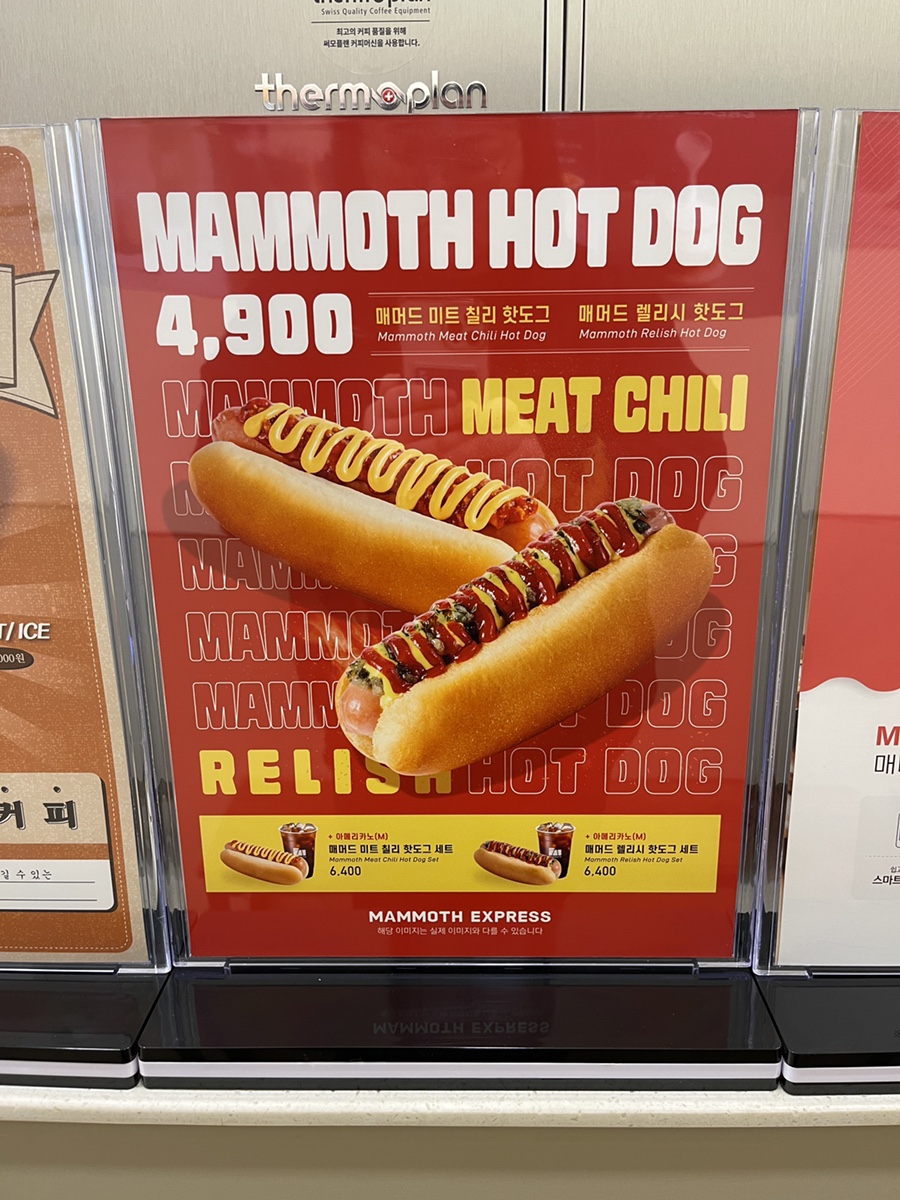 Swiss Quality Coffee Equipment
최고의 커피 품질을 위해
써모플랜 커피머신을 사용합니다.
thermoplan
MAMMOTH HOT DOG
4,900
매머드 미트 칠리 핫도그
Mammoth Meat Chili Hot Dog
매머드 렐리시 핫도그
Mammoth Relish Hot Dog
MAMMOTH MEAT CHILI
HOT DOG
MAMMOTH
RELISH HOT DOG
+ 아메리카노(M)
매머드 미트 칠리 핫도그 세트
Mammoth Meat Chili Hot Dog Set
6,400
+ 아메리카노(M)
매머드 렐리시 핫도그 세트
Mammoth Relish Hot Dog Set
6,400
MAMMOTH EXPRESS
해당 이미지는 실제 이미지와 다를 수 있습니다
/ ICE
커피
수 있는